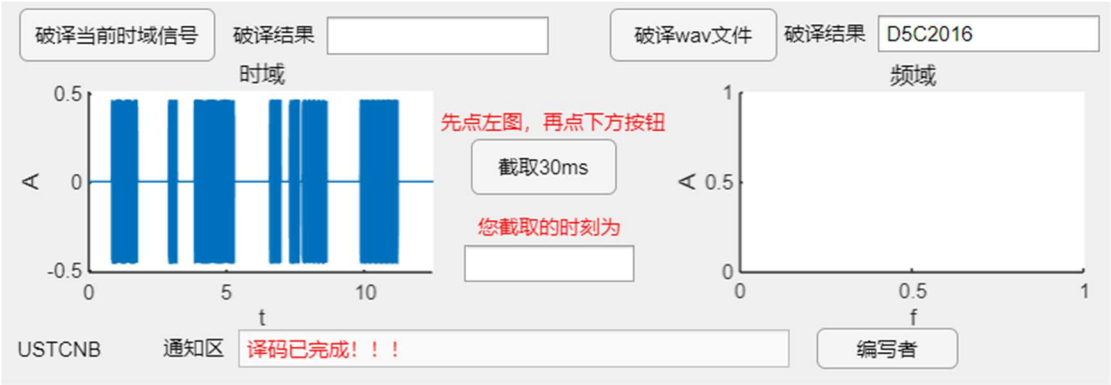 破译当前时域信号 破译结果 破译wav文件 破译结果 D5C2016
时域 频域
0.5
0
-0.5
A
0 5 10
t
先点左图，再点下方按钮
截取30ms
您截取的时刻为
1
0.5
0
A
0 0.5 1
f
USTCNB 通知区 译码已完成！！！ 编写者